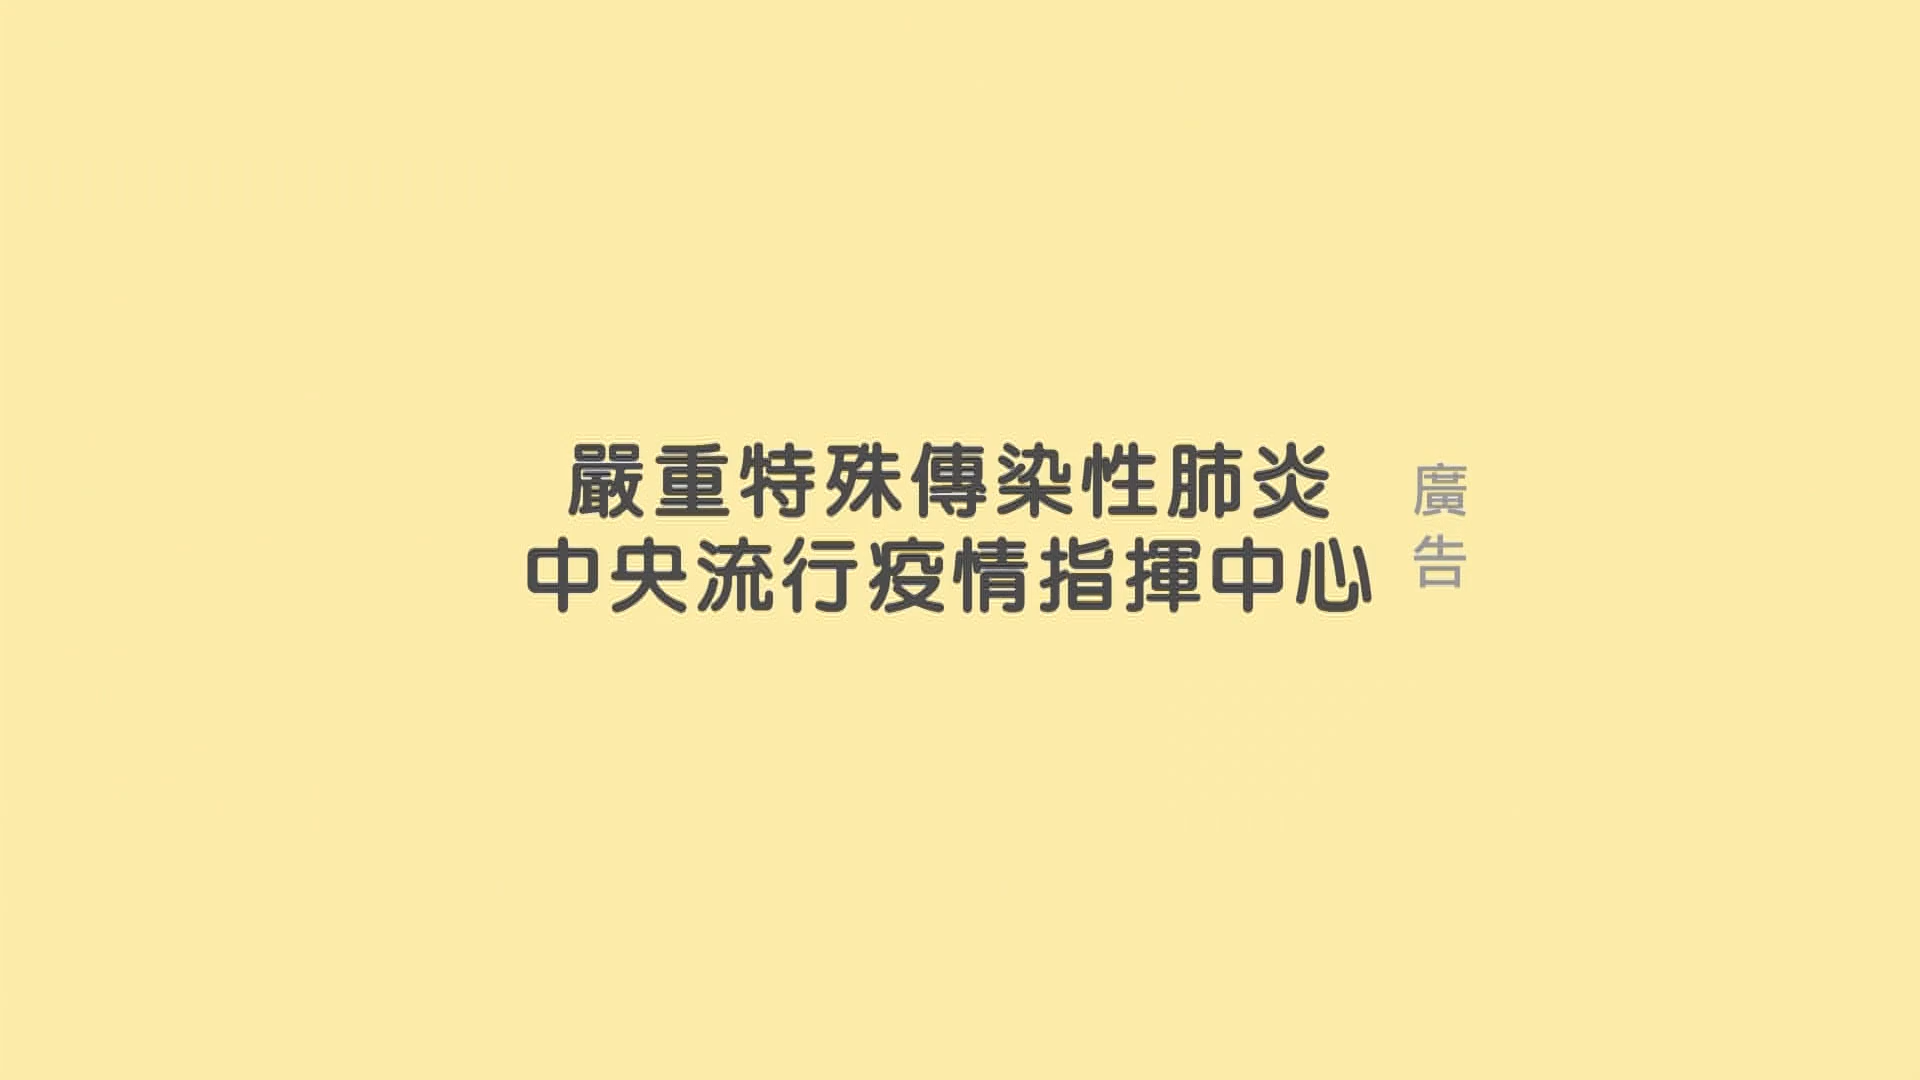 嚴重特殊傳染性肺炎
中央流行疫情指揮中心
廣告